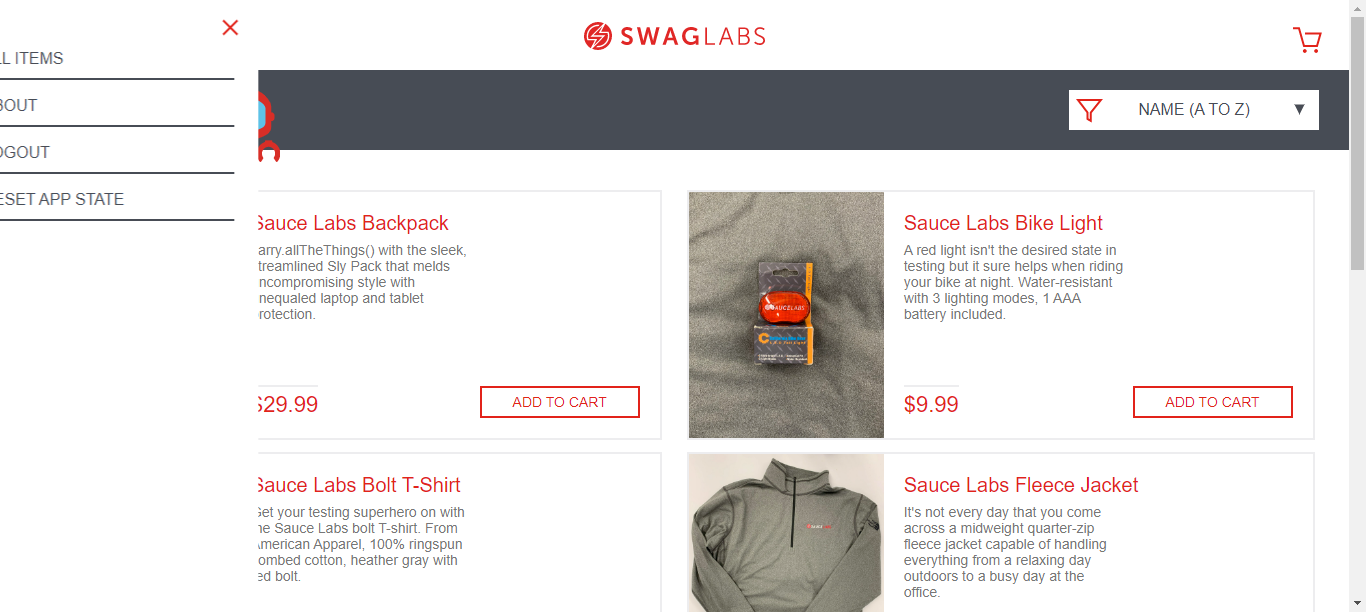 LL ITEMS
BOUT
OGOUT
ESET APP STATE
SWAGLABS
NAME (A TO Z)
Sauce Labs Backpack
arry.allTheThings() with the sleek,
treamlined Sly Pack that melds
ncompromising style with
nequaled laptop and tablet
rotection.
$29.99
ADD TO CART
Sauce Labs Bike Light
A red light isn't the desired state in
testing but it sure helps when riding
your bike at night. Water-resistant
with 3 lighting modes, 1 AAA
battery included.
$9.99
ADD TO CART
Sauce Labs Bolt T-Shirt
Get your testing superhero on with
he Sauce Labs bolt T-shirt. From
American Apparel, 100% ringspun
ombed cotton, heather gray with
ed bolt.
Sauce Labs Fleece Jacket
It's not every day that you come
across a midweight quarter-zip
fleece jacket capable of handling
everything from a relaxing day
outdoors to a busy day at the
office.